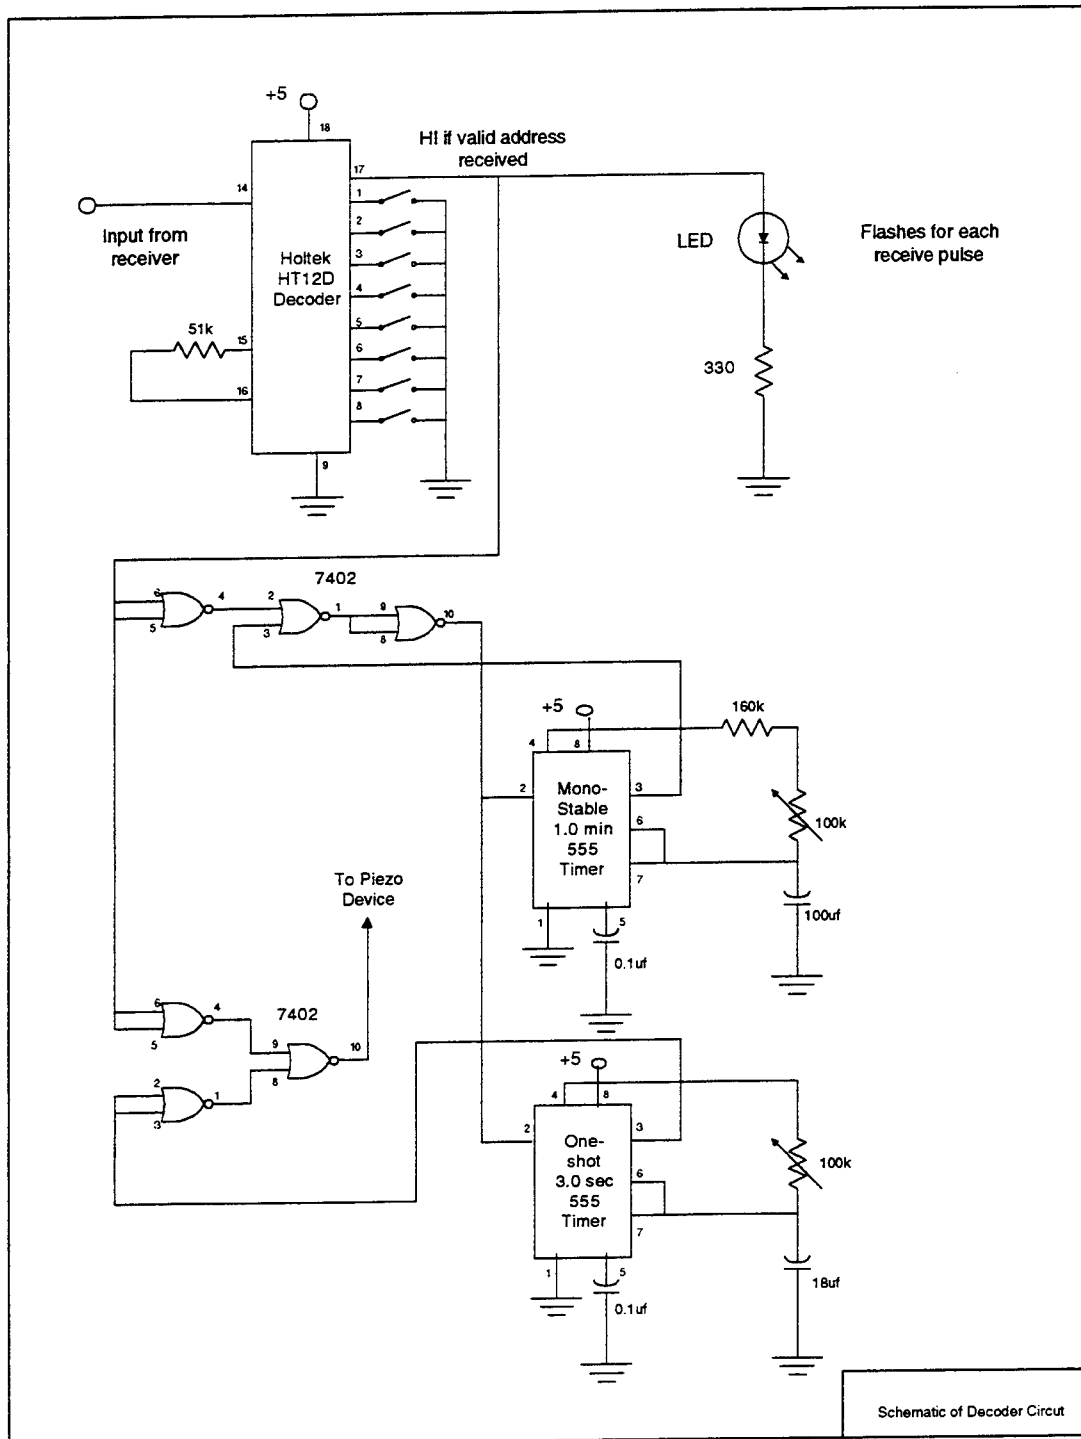 +5
18
HI if valid address
received
17
14
1
Input from
receiver
2
3
4
5
6
7
8
Holtek
HT12D
Decoder
LED
Flashes for each
receive pulse
51k
15
16
330
9
7402
6
5
4
2
3
1
9
8
10
+5
160k
4
8
2
Mono-
Stable
1.0 min
555
Timer
3
6
7
100k
1
5
0.1uf
100uf
To Piezo
Device
6
5
4
7402
9
8
10
2
3
1
+5
4
8
2
One-
shot
3.0 sec
555
Timer
3
6
7
100k
1
5
0.1uf
18uf
Schematic of Decoder Circut